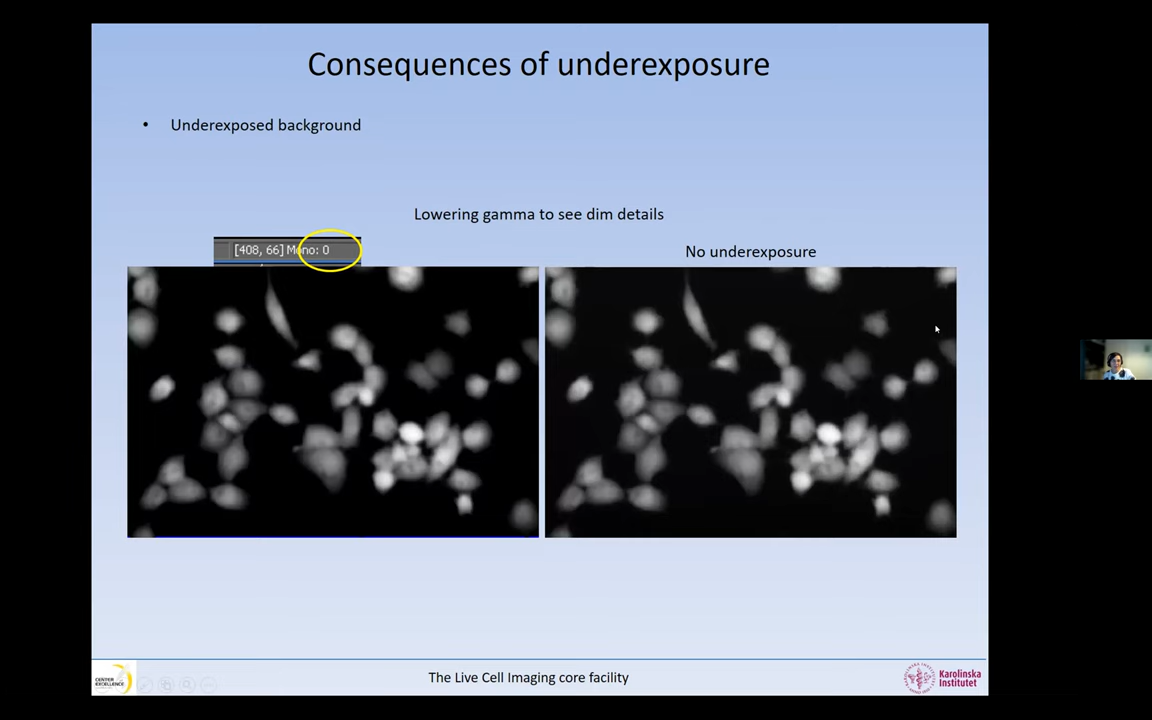 Consequences of underexposure
• Underexposed background
Lowering gamma to see dim details
[408, 66] Mono: 0
No underexposure
CENTER
EXCELLENCE
The Live Cell Imaging core facility
Karolinska
Institutet